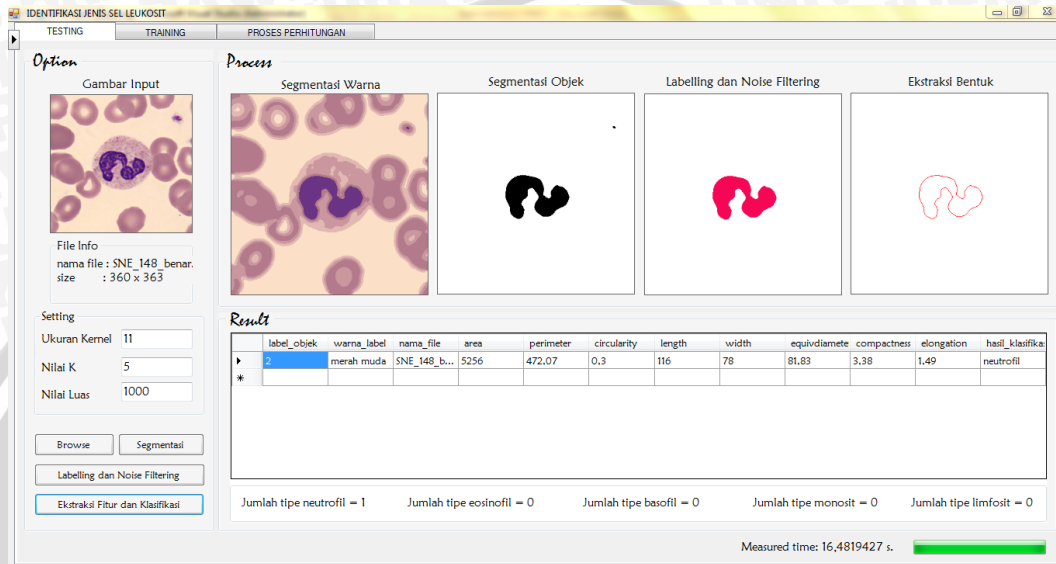 IDENTIFIKASI JENIS SEL LEUKOSIT
TESTING TRAINING PROSES PERHITUNGAN
Option
Gambar Input
File Info
nama file : SNE_148_benar.
size : 360 x 363
Setting
Ukuran Kernel 11
Nilai K 5
Nilai Luas 1000
Browse Segmentasi
Labelling dan Noise Filtering
Ekstraksi Fitur dan Klasifikasi
Process
Segmentasi Warna Segmentasi Objek Labelling dan Noise Filtering Ekstraksi Bentuk
Result
label_objek warna_label nama_file area perimeter circularity length width equivdiamete compactness elongation hasil_klasifika
2 merah muda SNE_148_b... 5256 472,07 0,3 116 78 81,83 3,38 1,49 neutrofil
Jumlah tipe neutrofil = 1 Jumlah tipe eosinofil = 0 Jumlah tipe basofil = 0 Jumlah tipe monosit = 0 Jumlah tipe limfosit = 0
Measured time: 16,4819427 s.